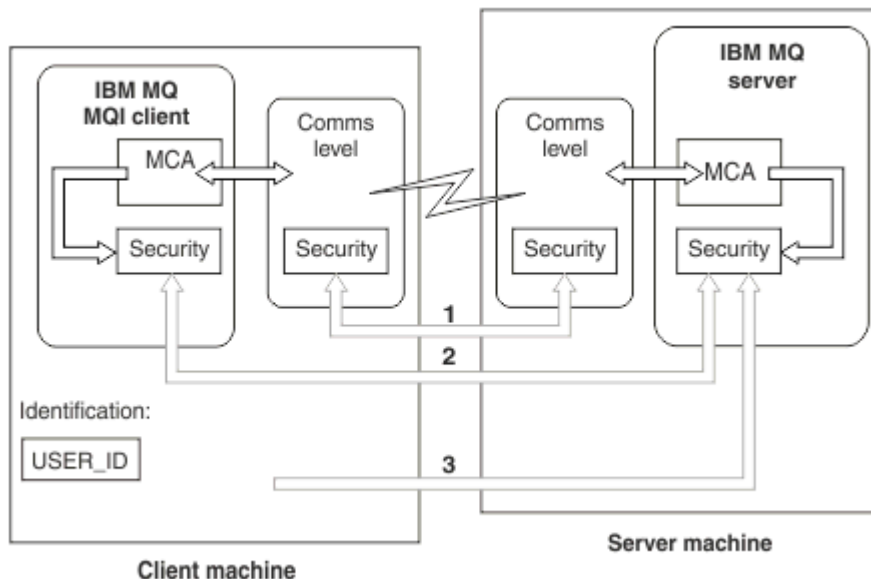 IBM MQ
MQI client
MCA
Security
Comms
level
Security
Comms
level
Security
IBM MQ
server
MCA
Security
1
2
3
Identification:
USER_ID
Client machine
Server machine